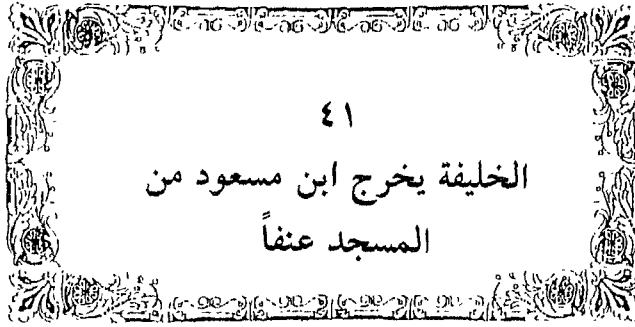 ٤١
الخليفة يخرج ابن مسعود من
المسجد عنفاً